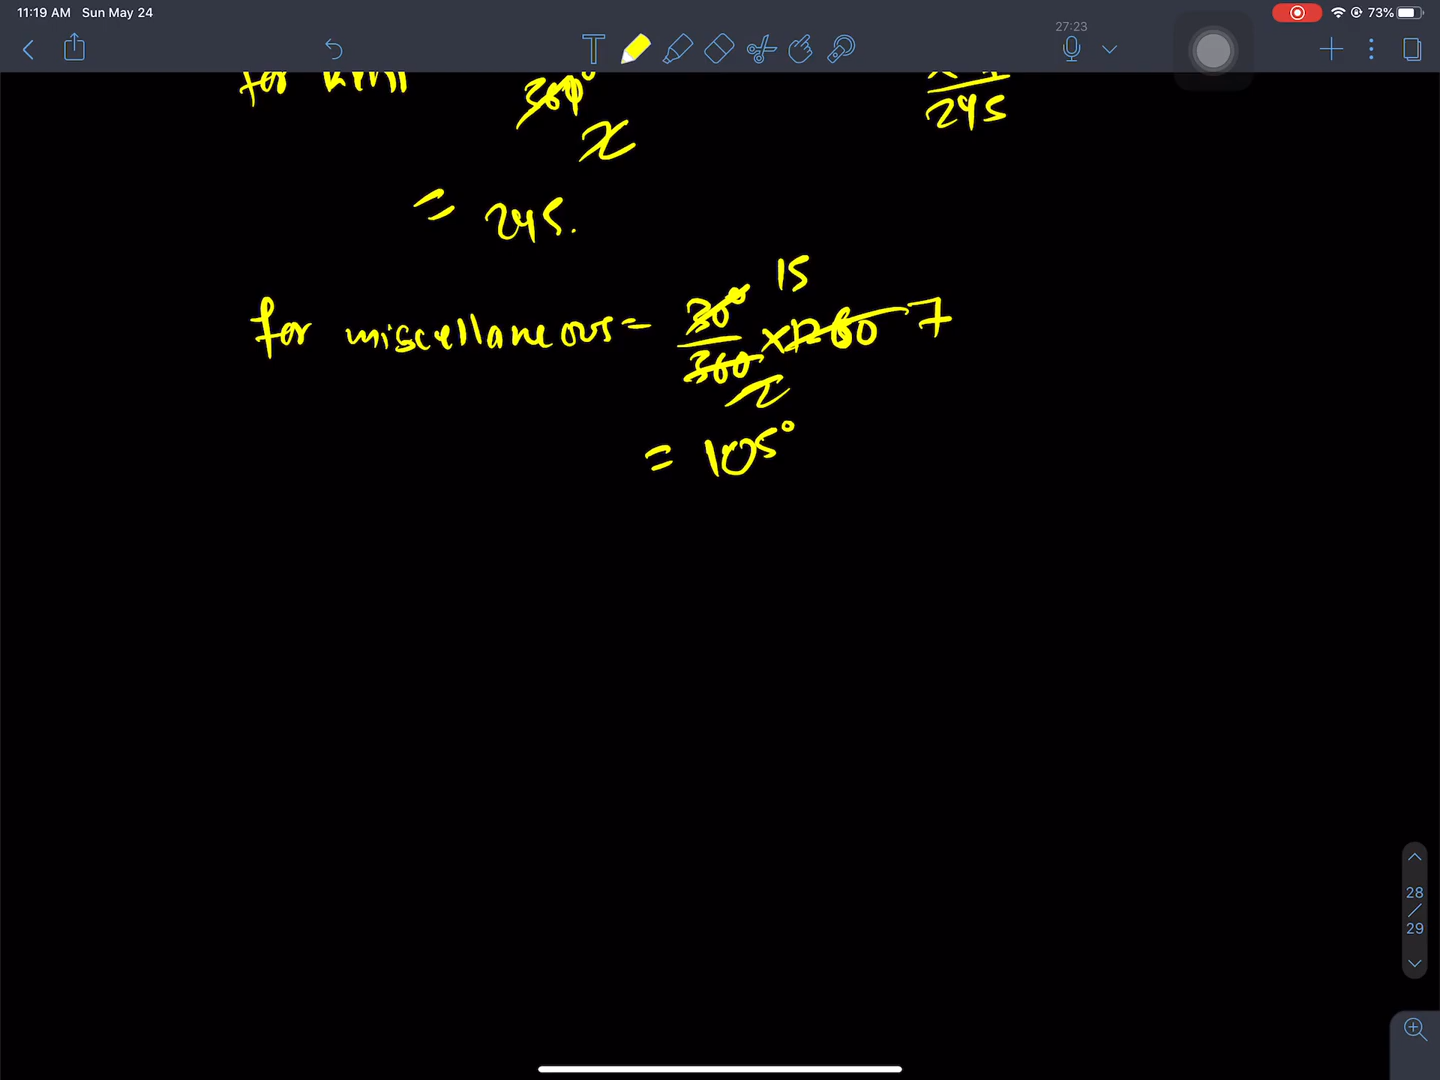 11:19 AM Sun May 24
73%
27:23
T
for
360°
x
245
= 245.
15
for miscellaneous = 30°/360 × 1260 7
2
= 105°
28
/
29